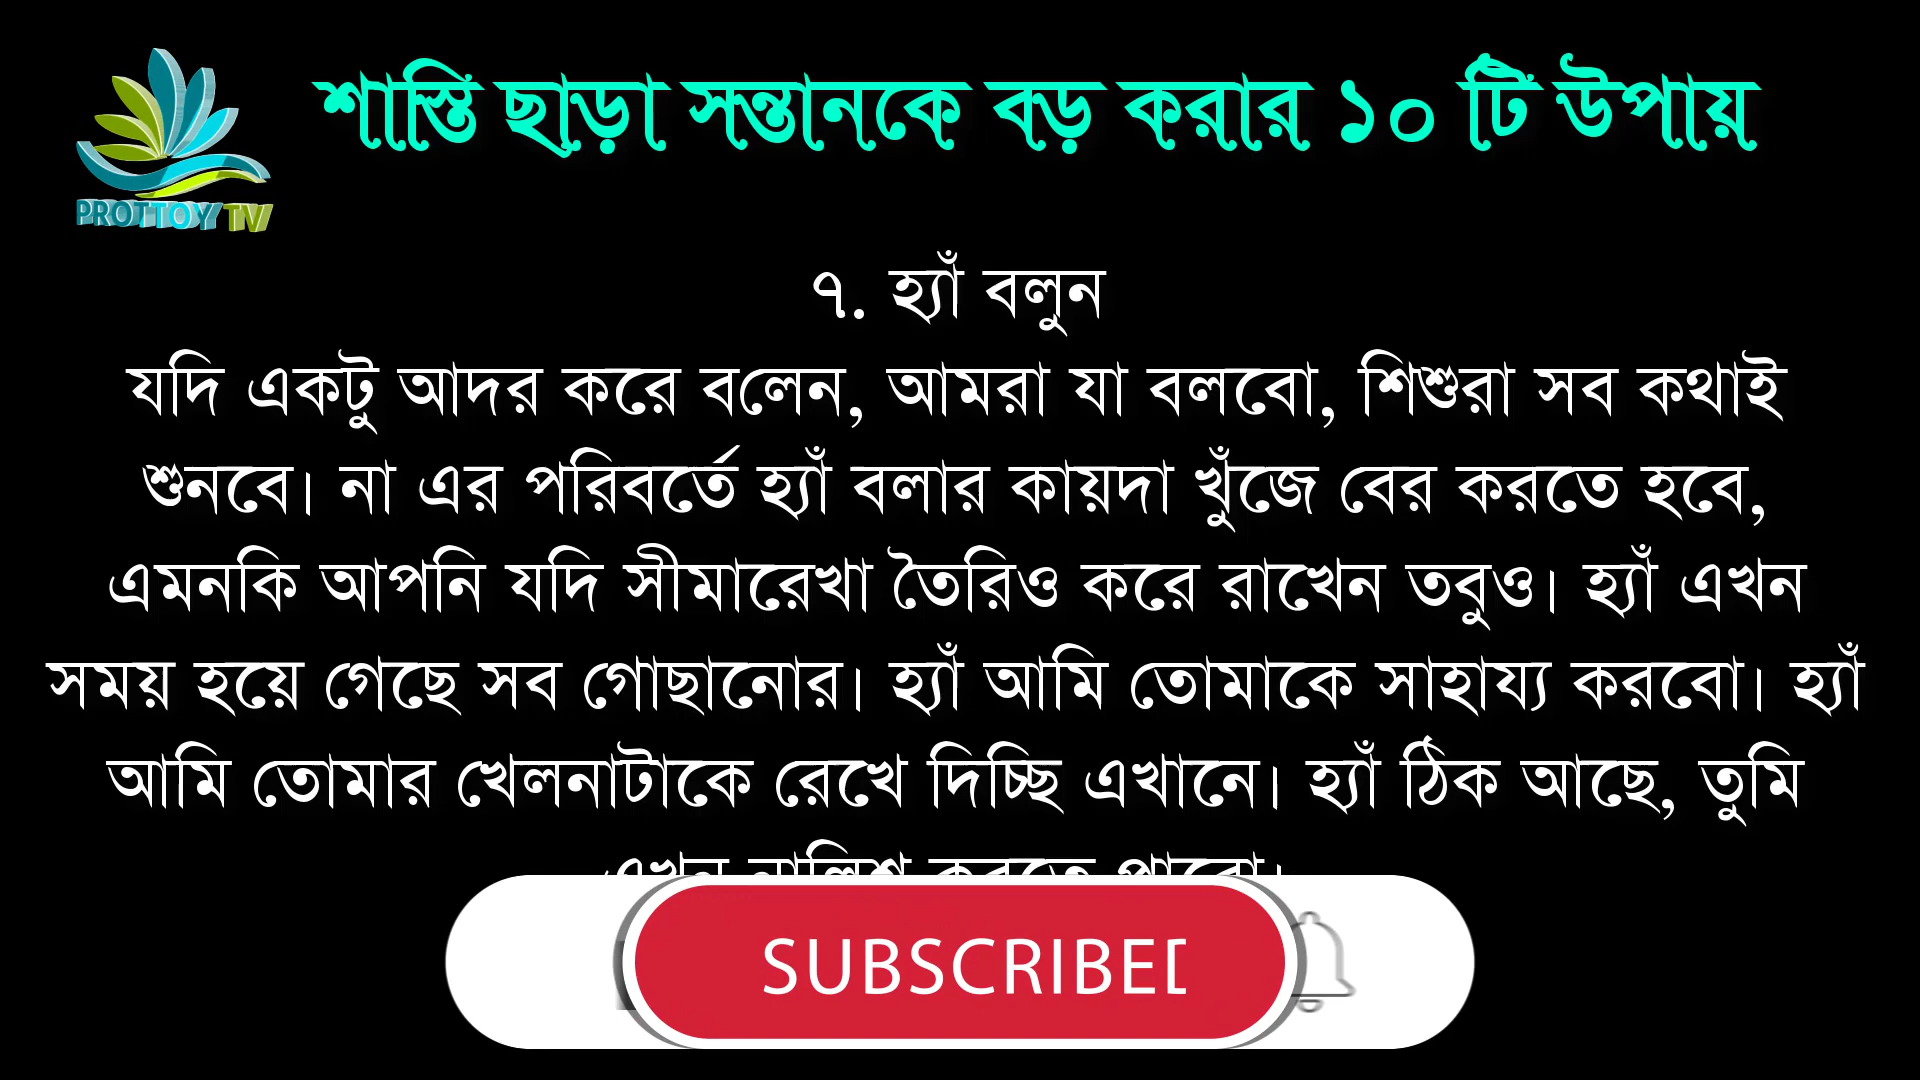 শাস্তি ছাড়া সন্তানকে বড় করার ১০ টি উপায়
PROTTOY TV
৭. হ্যাঁ বলুন
যদি একটু আদর করে বলেন, আমরা যা বলবো, শিশুরা সব কথাই
শুনবে। না এর পরিবর্তে হ্যাঁ বলার কায়দা খুঁজে বের করতে হবে,
এমনকি আপনি যদি সীমারেখা তৈরিও করে রাখেন তবুও। হ্যাঁ এখন
সময় হয়ে গেছে সব গোছানোর। হ্যাঁ আমি তোমাকে সাহায্য করবো। হ্যাঁ
আমি তোমার খেলনাটাকে রেখে দিচ্ছি এখানে। হ্যাঁ ঠিক আছে, তুমি
এখন নালিশ করতে পারো।
SUBSCRIBE